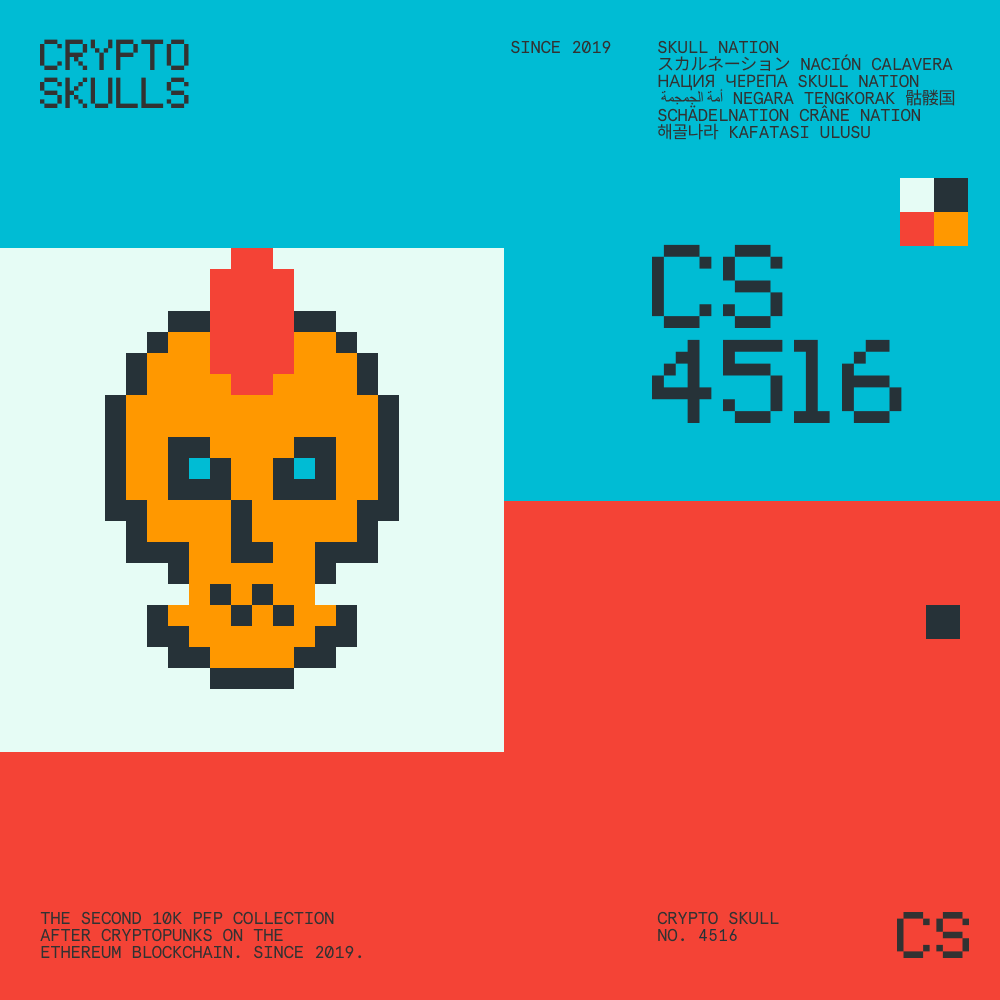 CRYPTO
SKULLS
SINCE 2019
SKULL NATION
スカルネーション NACIÓN CALAVERA
НАЦИЯ ЧЕРЕПА SKULL NATION
أمة الجمجمة NEGARA TENGKORAK 骷髅国
SCHÄDELNATION CRÂNE NATION
해골나라 KAFATASI ULUSU
CS
4516
THE SECOND 10K PFP COLLECTION
AFTER CRYPTOPUNKS ON THE
ETHEREUM BLOCKCHAIN. SINCE 2019.
CRYPTO SKULL
NO. 4516
CS